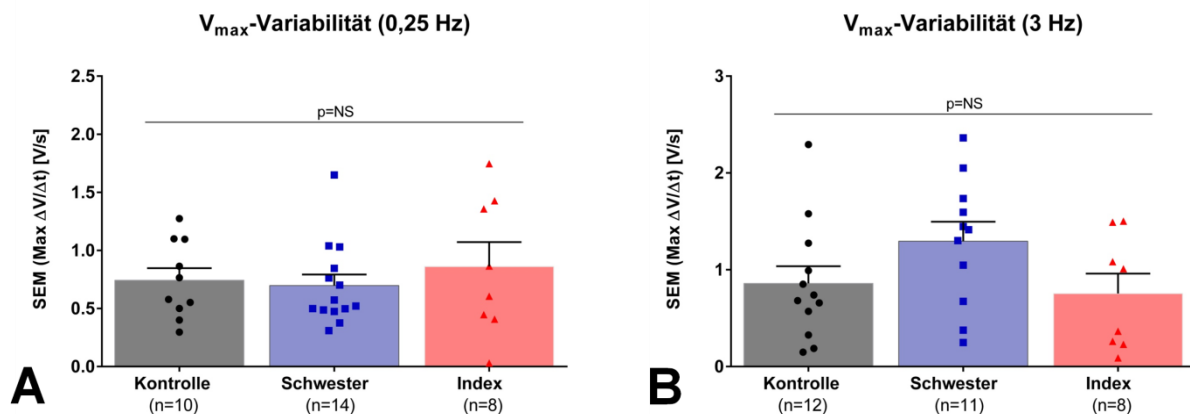 V_max-Variabilität (0,25 Hz)
SEM (Max ΔV/Δt) [V/s]
2.5
2.0
1.5
1.0
0.5
0.0
p=NS
Kontrolle Schwester Index
(n=10) (n=14) (n=8)
A
V_max-Variabilität (3 Hz)
SEM (Max ΔV/Δt) [V/s]
3
2
1
0
p=NS
Kontrolle Schwester Index
(n=12) (n=11) (n=8)
B